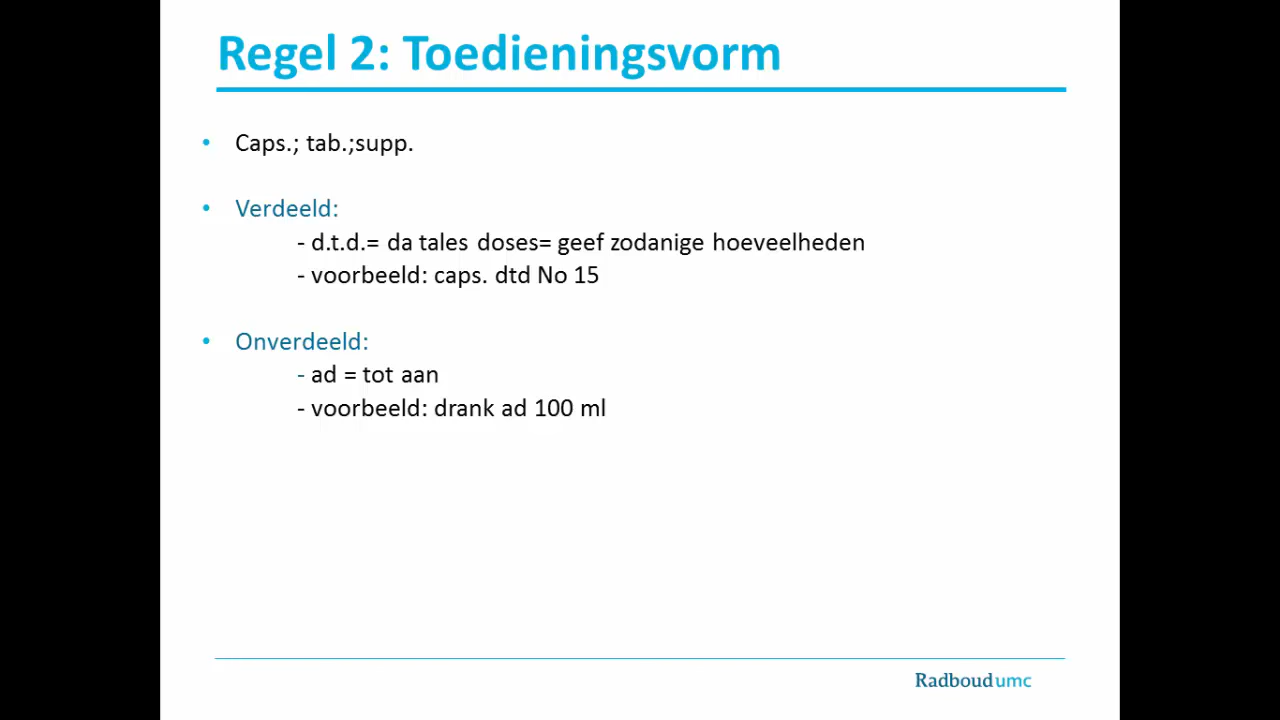 Regel 2: Toedieningsvorm
• Caps.; tab.;supp.
• Verdeeld:
- d.t.d.= da tales doses= geef zodanige hoeveelheden
- voorbeeld: caps. dtd No 15
• Onverdeeld:
- ad = tot aan
- voorbeeld: drank ad 100 ml
Radboudumc